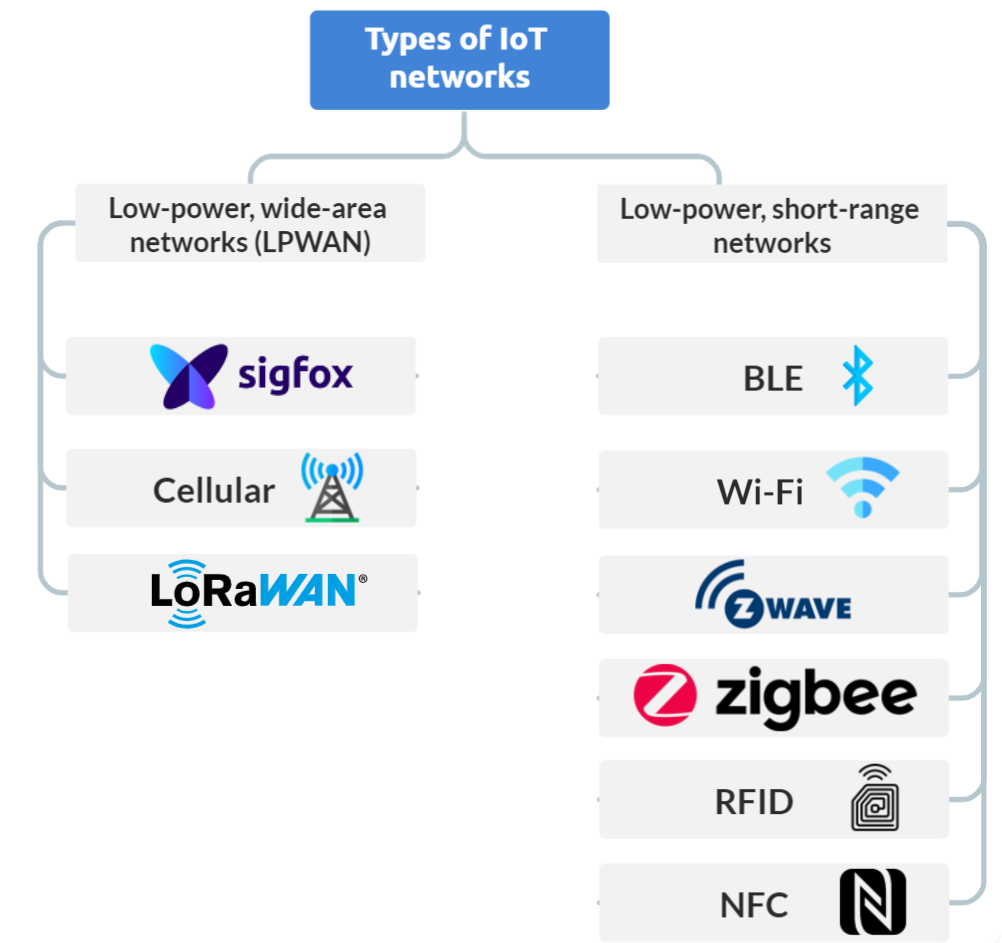 Types of IoT
networks
Low-power, wide-area
networks (LPWAN)
sigfox
Cellular
LoRaWAN®
Low-power, short-range
networks
BLE
Wi-Fi
Z WAVE
zigbee
RFID
NFC